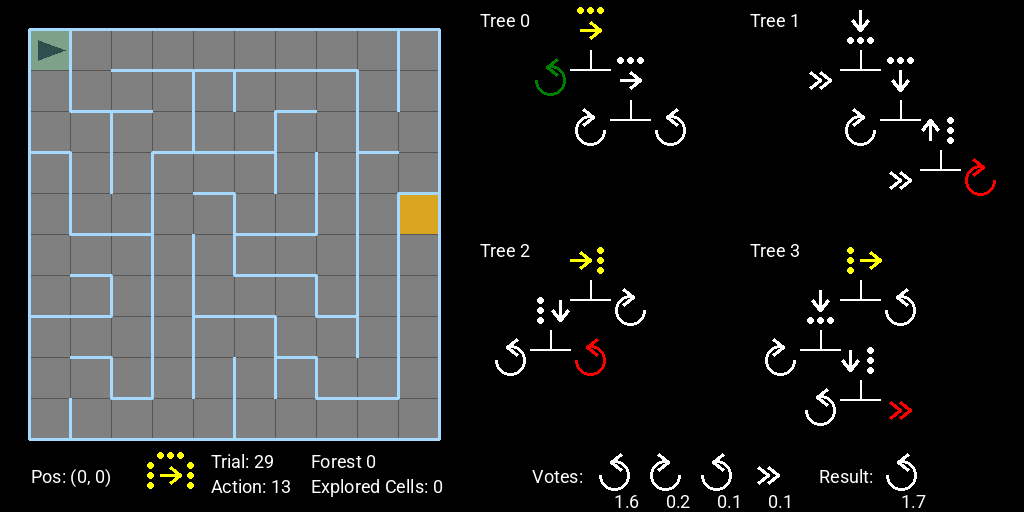 Tree 0
Tree 1
Tree 2
Tree 3
Pos: (0, 0)
Trial: 29
Forest 0
Action: 13
Explored Cells: 0
Votes:
1.6
0.2
0.1
0.1
Result:
1.7